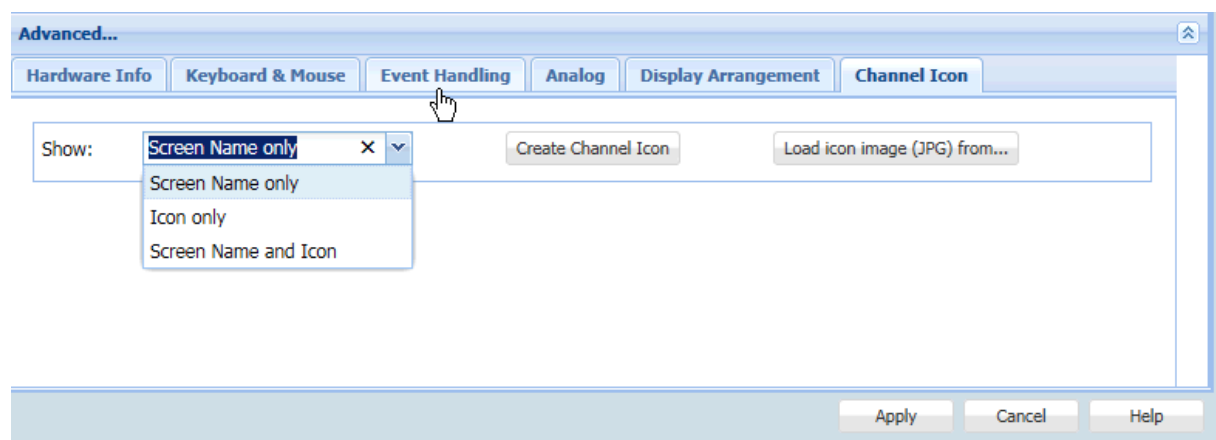 Advanced...
Hardware Info Keyboard & Mouse Event Handling Analog Display Arrangement Channel Icon
Show: Screen Name only Create Channel Icon Load icon image (JPG) from...
Screen Name only
Icon only
Screen Name and Icon
Apply Cancel Help